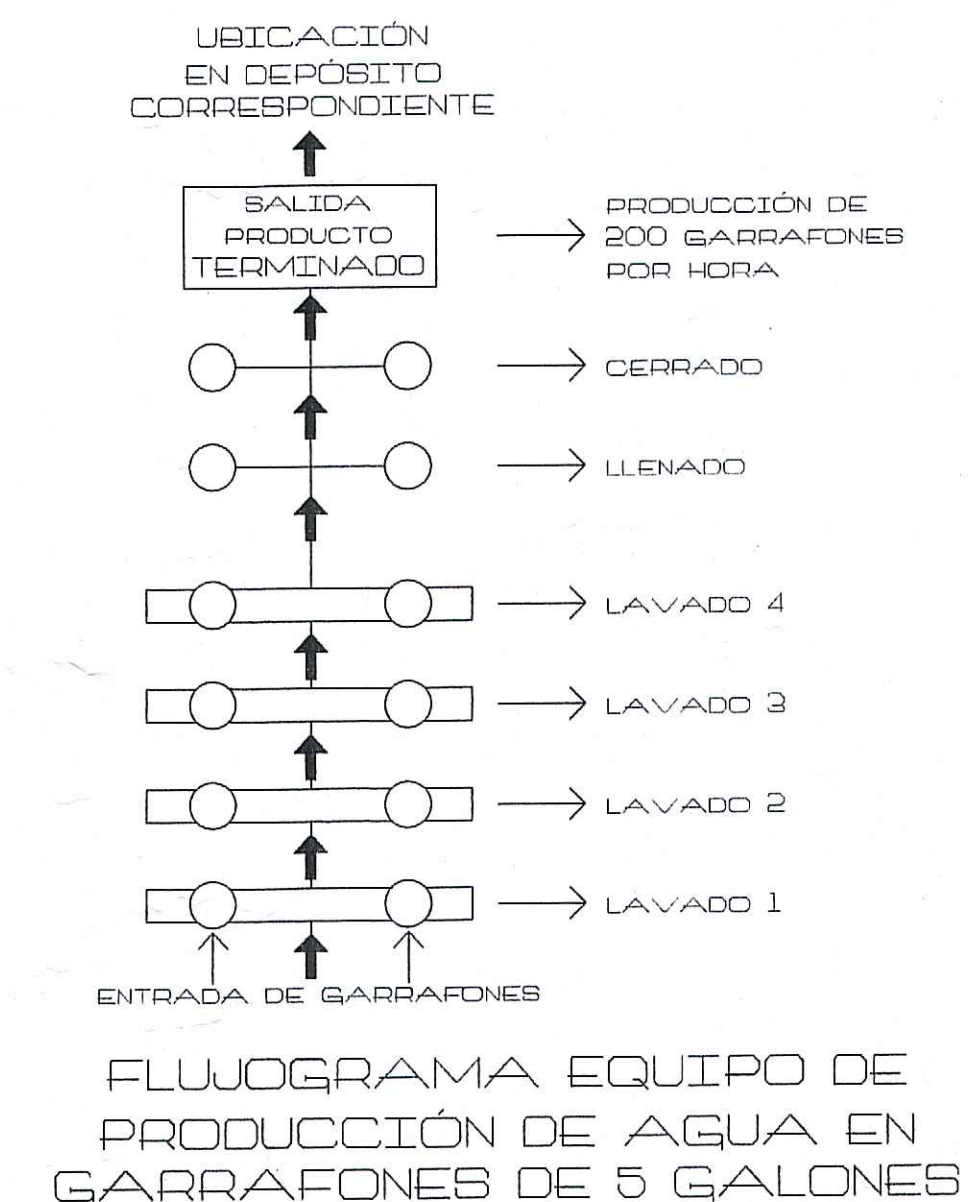 UBICACIÓN
EN DEPÓSITO
CORRESPONDIENTE
SALIDA
PRODUCTO
TERMINADO
PRODUCCIÓN DE
200 GARRAFONES
POR HORA
CERRADO
LLENADO
LAVADO 4
LAVADO 3
LAVADO 2
LAVADO 1
ENTRADA DE GARRAFONES
FLUJOGRAMA EQUIPO DE
PRODUCCIÓN DE AGUA EN
GARRAFONES DE 5 GALONES